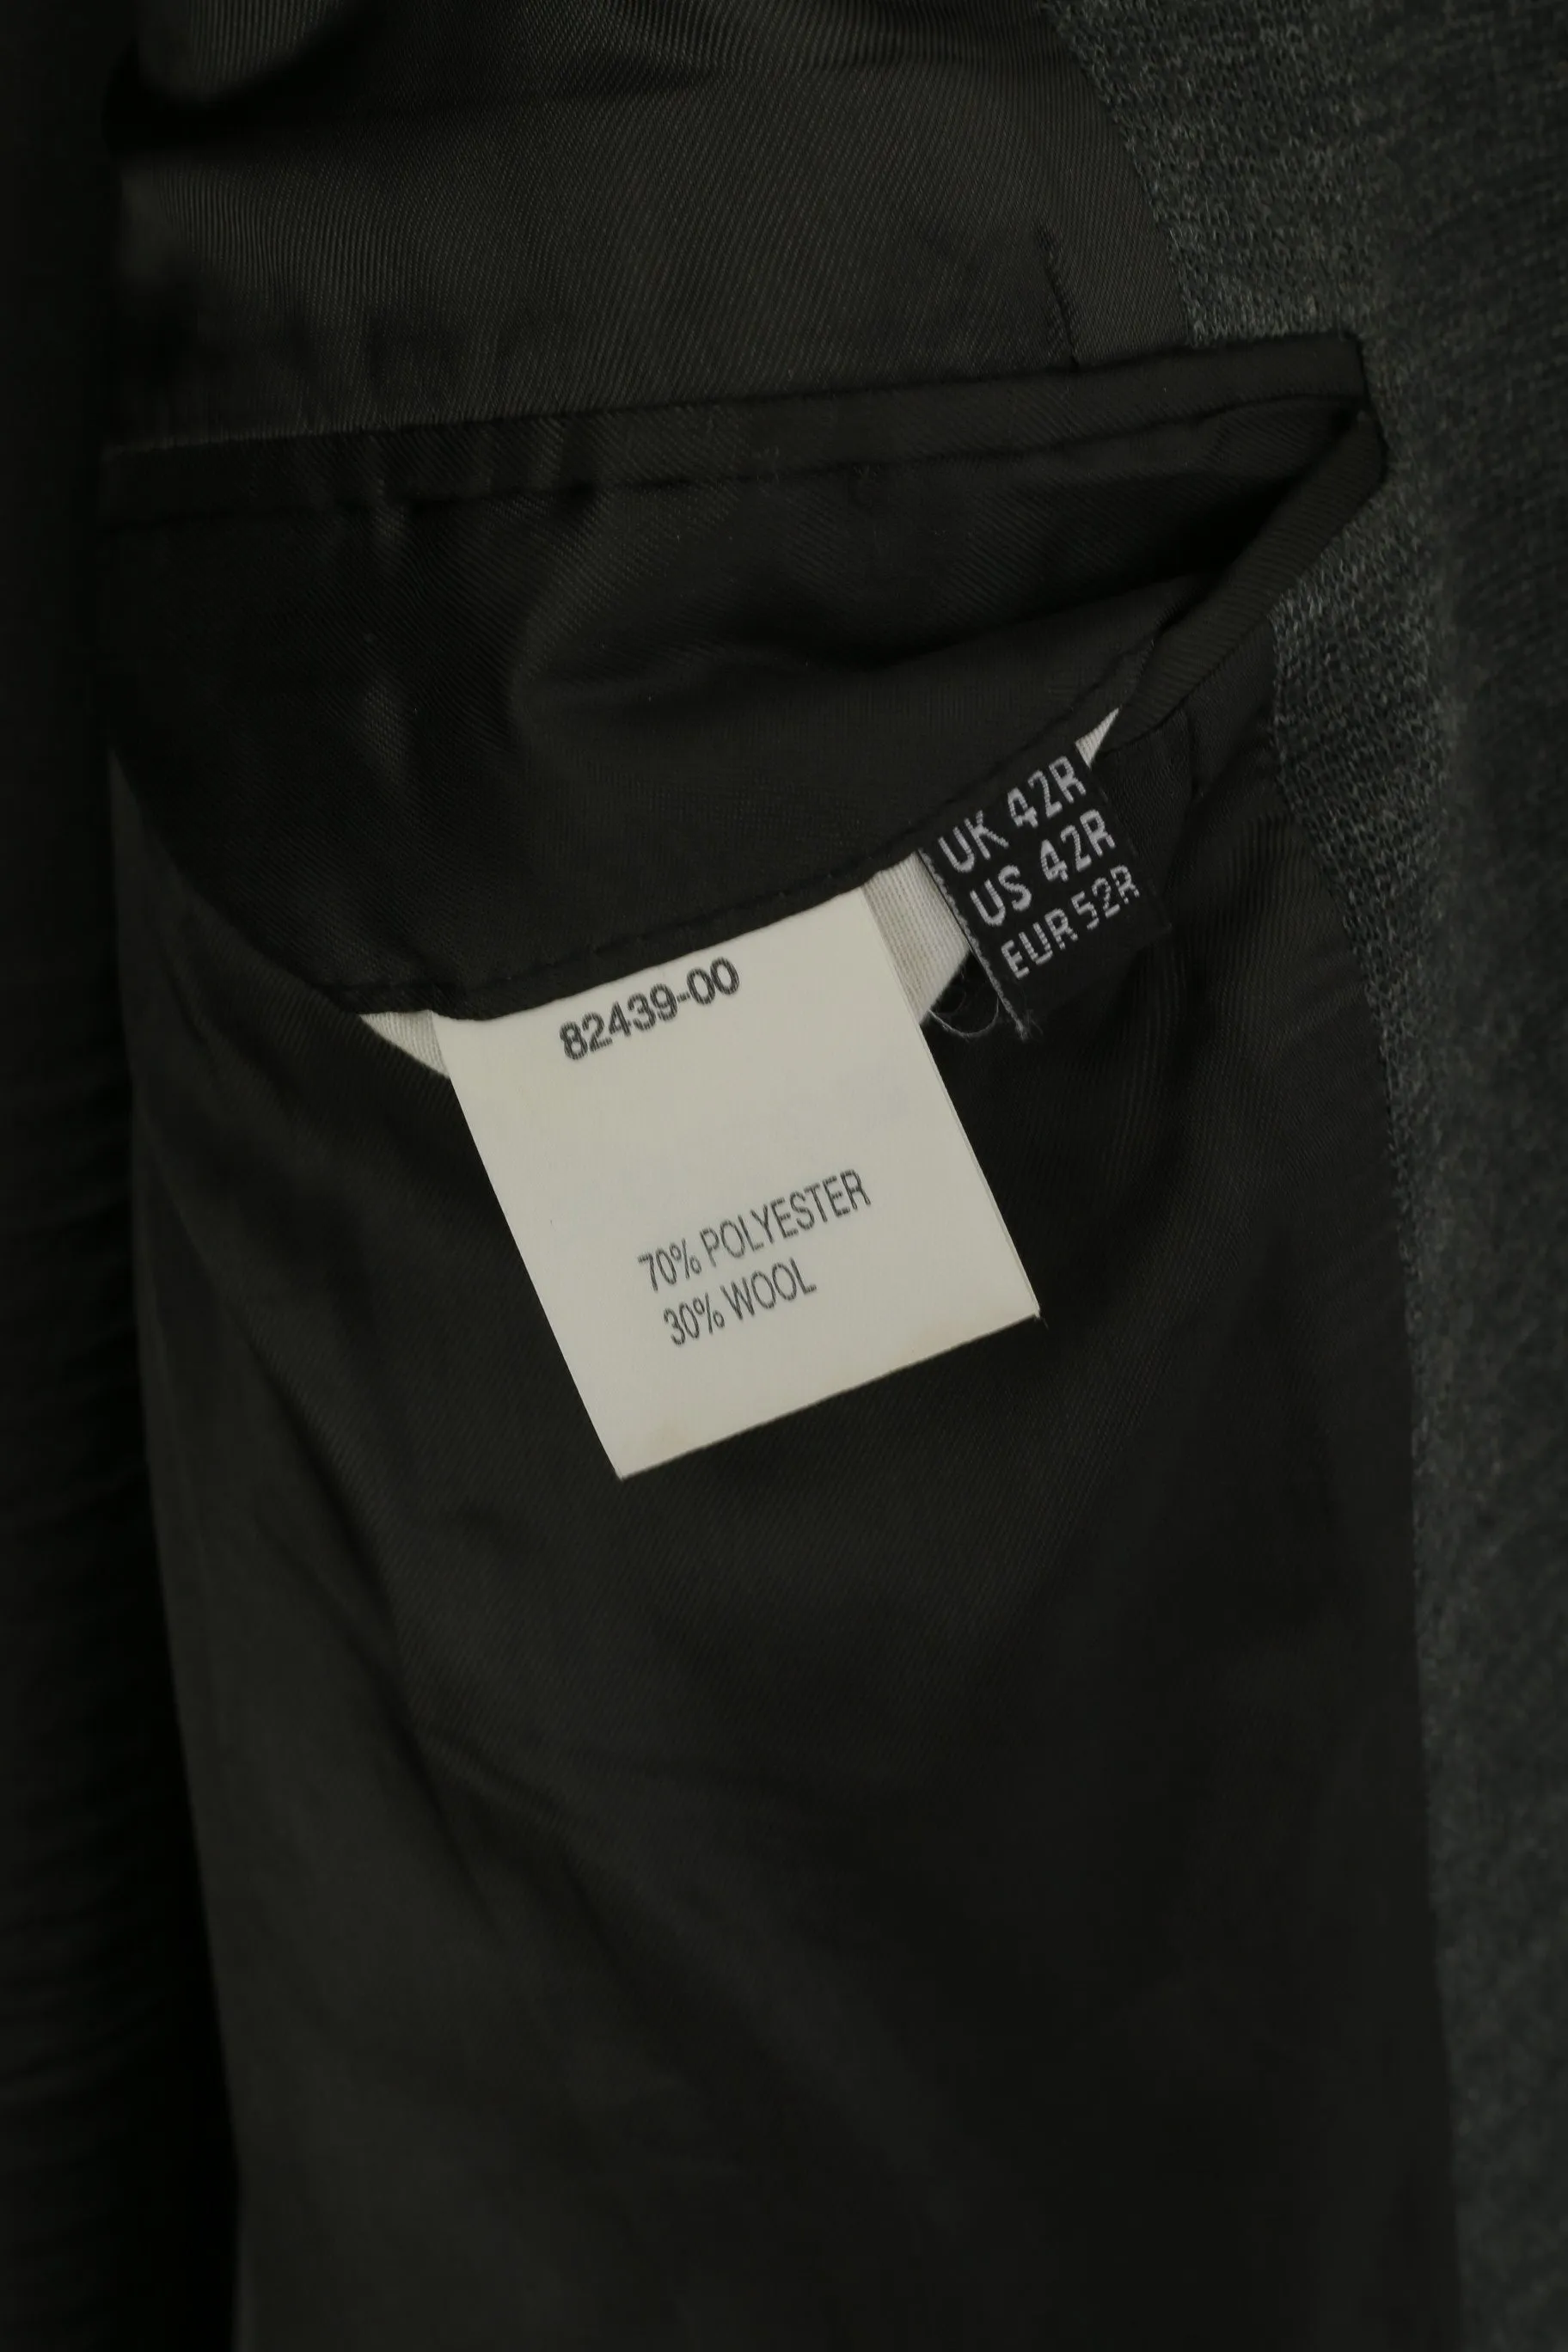 UK 42R
US 42R
EUR 52R
82439-00
70% POLYESTER
30% WOOL